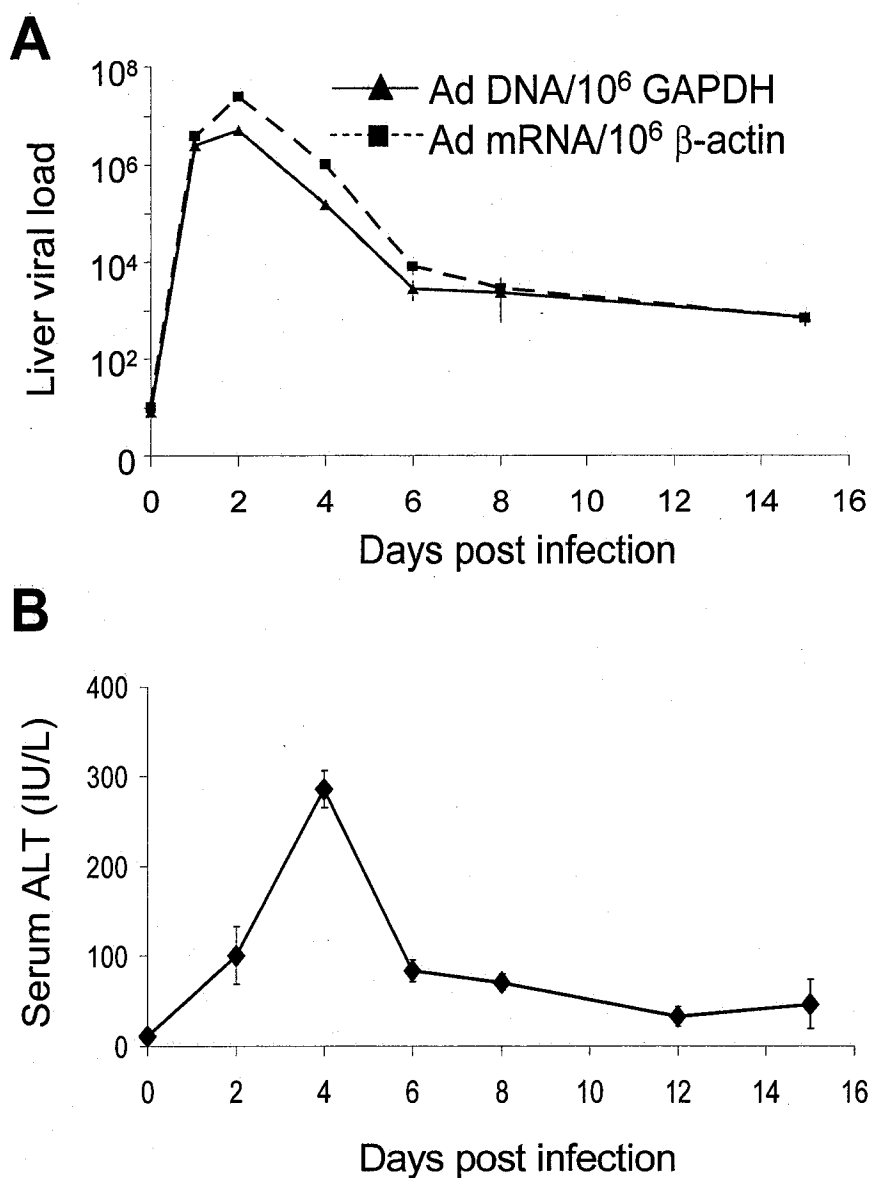 A
10⁸
10⁶
10⁴
10²
0
Liver viral load
Ad DNA/10⁶ GAPDH
Ad mRNA/10⁶ β-actin
0 2 4 6 8 10 12 14 16
Days post infection
B
400
300
200
100
0
Serum ALT (IU/L)
0 2 4 6 8 10 12 14 16
Days post infection